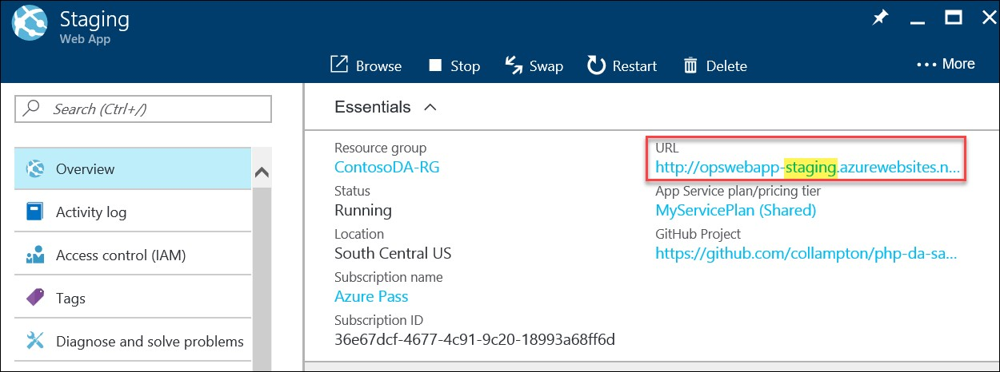 Staging
Web App
Browse Stop Swap Restart Delete ••• More
Search (Ctrl+/)
Essentials
Overview
Activity log
Access control (IAM)
Tags
Diagnose and solve problems
Resource group
ContosoDA-RG
Status
Running
Location
South Central US
Subscription name
Azure Pass
Subscription ID
36e67dcf-4677-4c91-9c20-18993a68ff6d
URL
http://opswebapp-staging.azurewebsites.n...
App Service plan/pricing tier
MyServicePlan (Shared)
GitHub Project
https://github.com/collampton/php-da-sa...